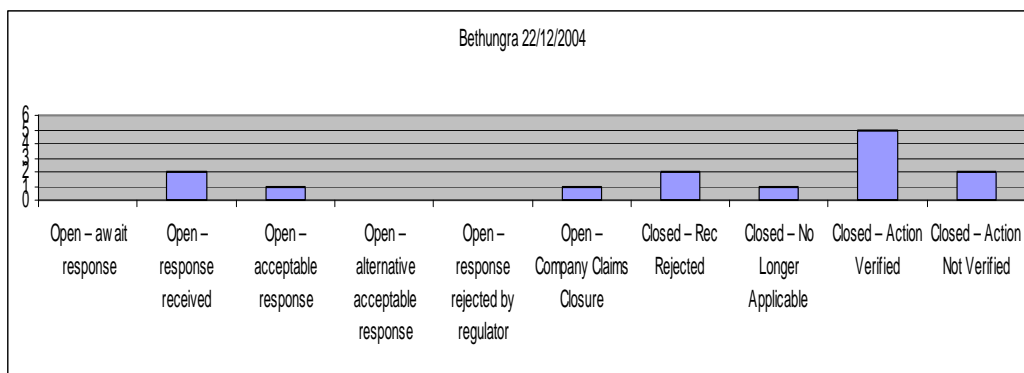 Bethungra 22/12/2004
6
5
4
3
2
1
0
Open – await response
Open – response received
Open – acceptable response
Open – alternative acceptable response
Open – response rejected by regulator
Open – Company Claims Closure
Closed – Rec Rejected
Closed – No Longer Applicable
Closed – Action Verified
Closed – Action Not Verified